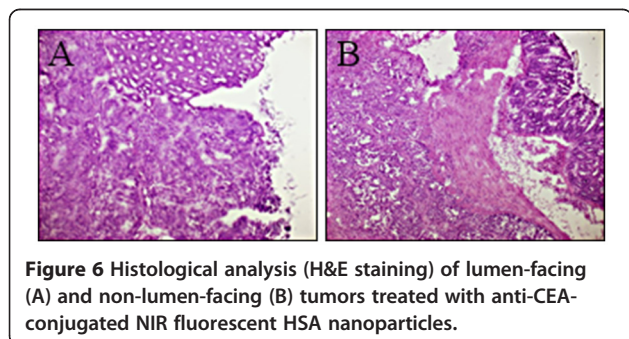 A
B
Figure 6 Histological analysis (H&E staining) of lumen-facing
(A) and non-lumen-facing (B) tumors treated with anti-CEA-
conjugated NIR fluorescent HSA nanoparticles.